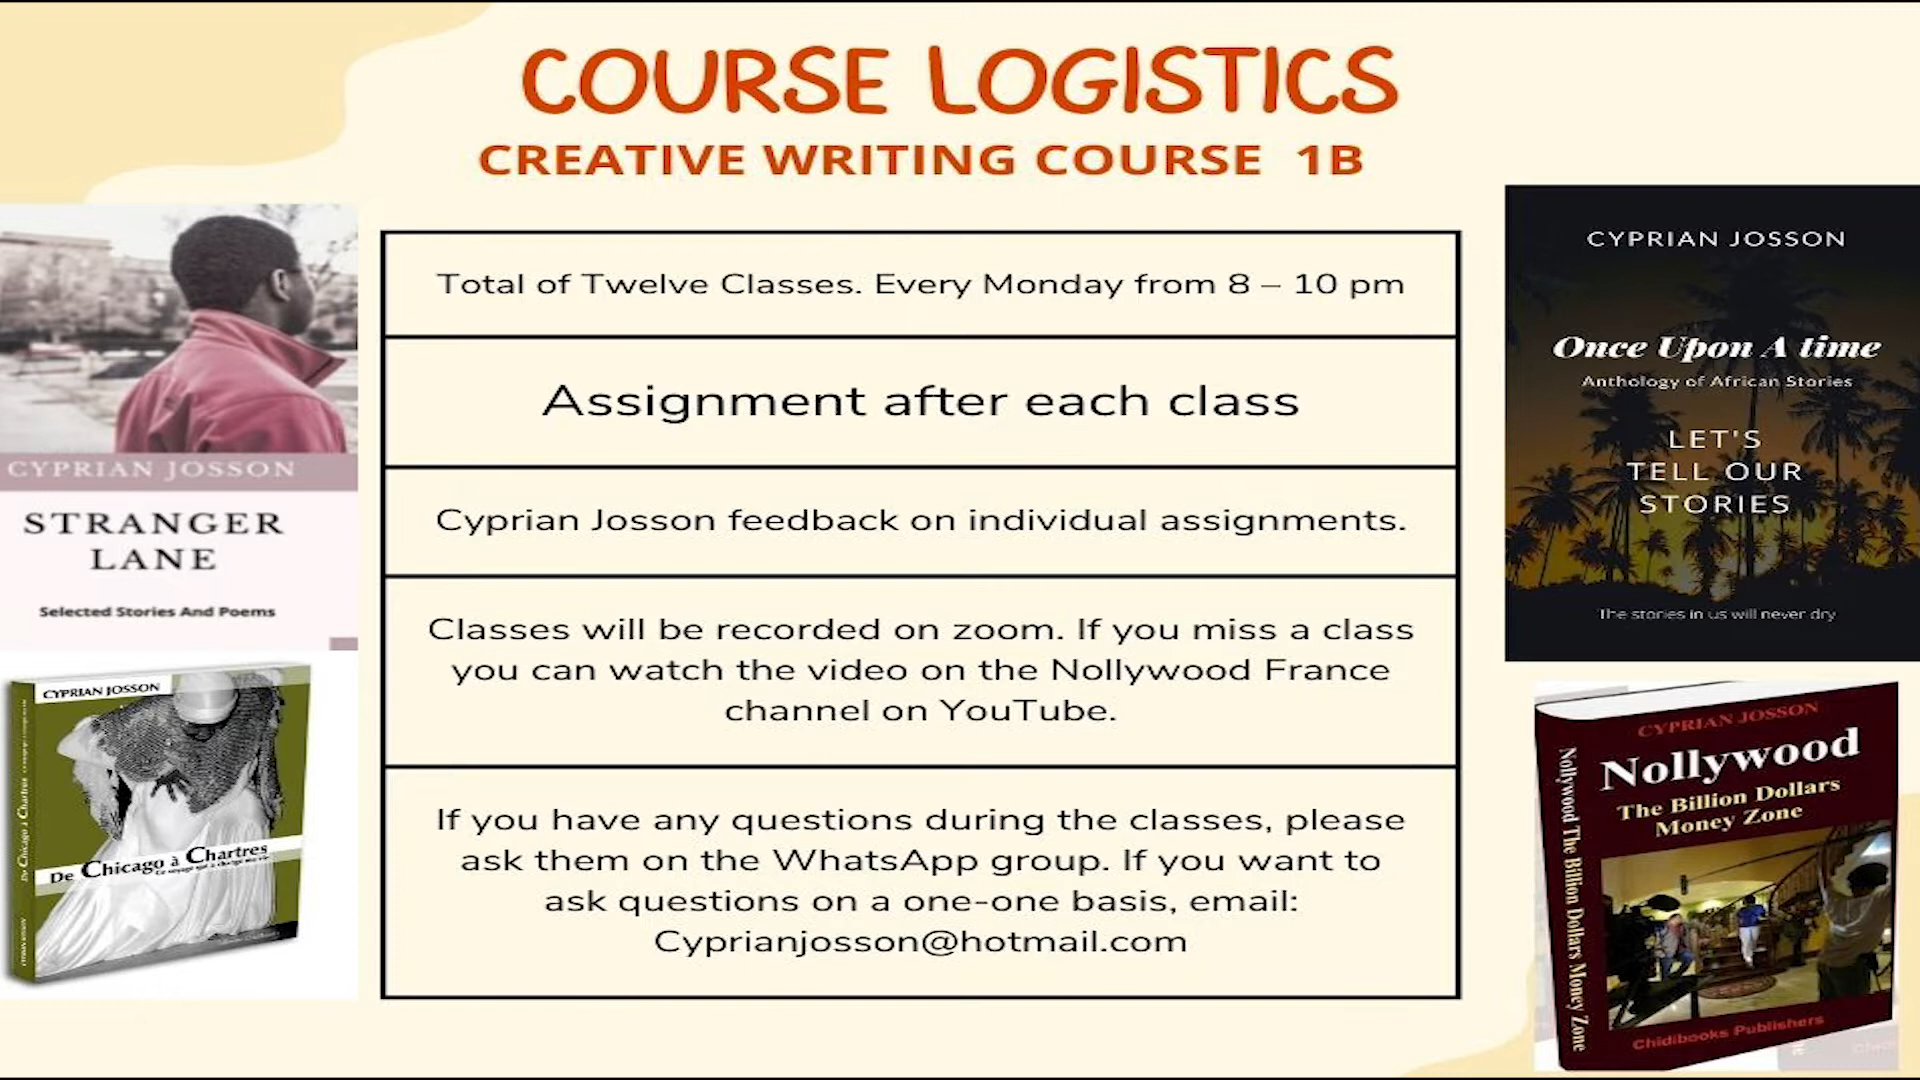 COURSE LOGISTICS
CREATIVE WRITING COURSE 1B
Total of Twelve Classes. Every Monday from 8 – 10 pm
Assignment after each class
Cyprian Josson feedback on individual assignments.
Classes will be recorded on zoom. If you miss a class
you can watch the video on the Nollywood France
channel on YouTube.
If you have any questions during the classes, please
ask them on the WhatsApp group. If you want to
ask questions on a one-one basis, email:
Cyprianjosson@hotmail.com
CYPRIAN JOSSON
STRANGER
LANE
Selected Stories And Poems
CYPRIAN JOSSON
De Chicago à Chartres
De Chicago à Chartres
CYPRIAN JOSSON
Once Upon A time
Anthology of African Stories
LET'S
TELL OUR
STORIES
The stories in us will never dry
CYPRIAN JOSSON
Nollywood
The Billion Dollars
Money Zone
Chidibooks Publishers
Nollywood The Billion Dollars Money Zone